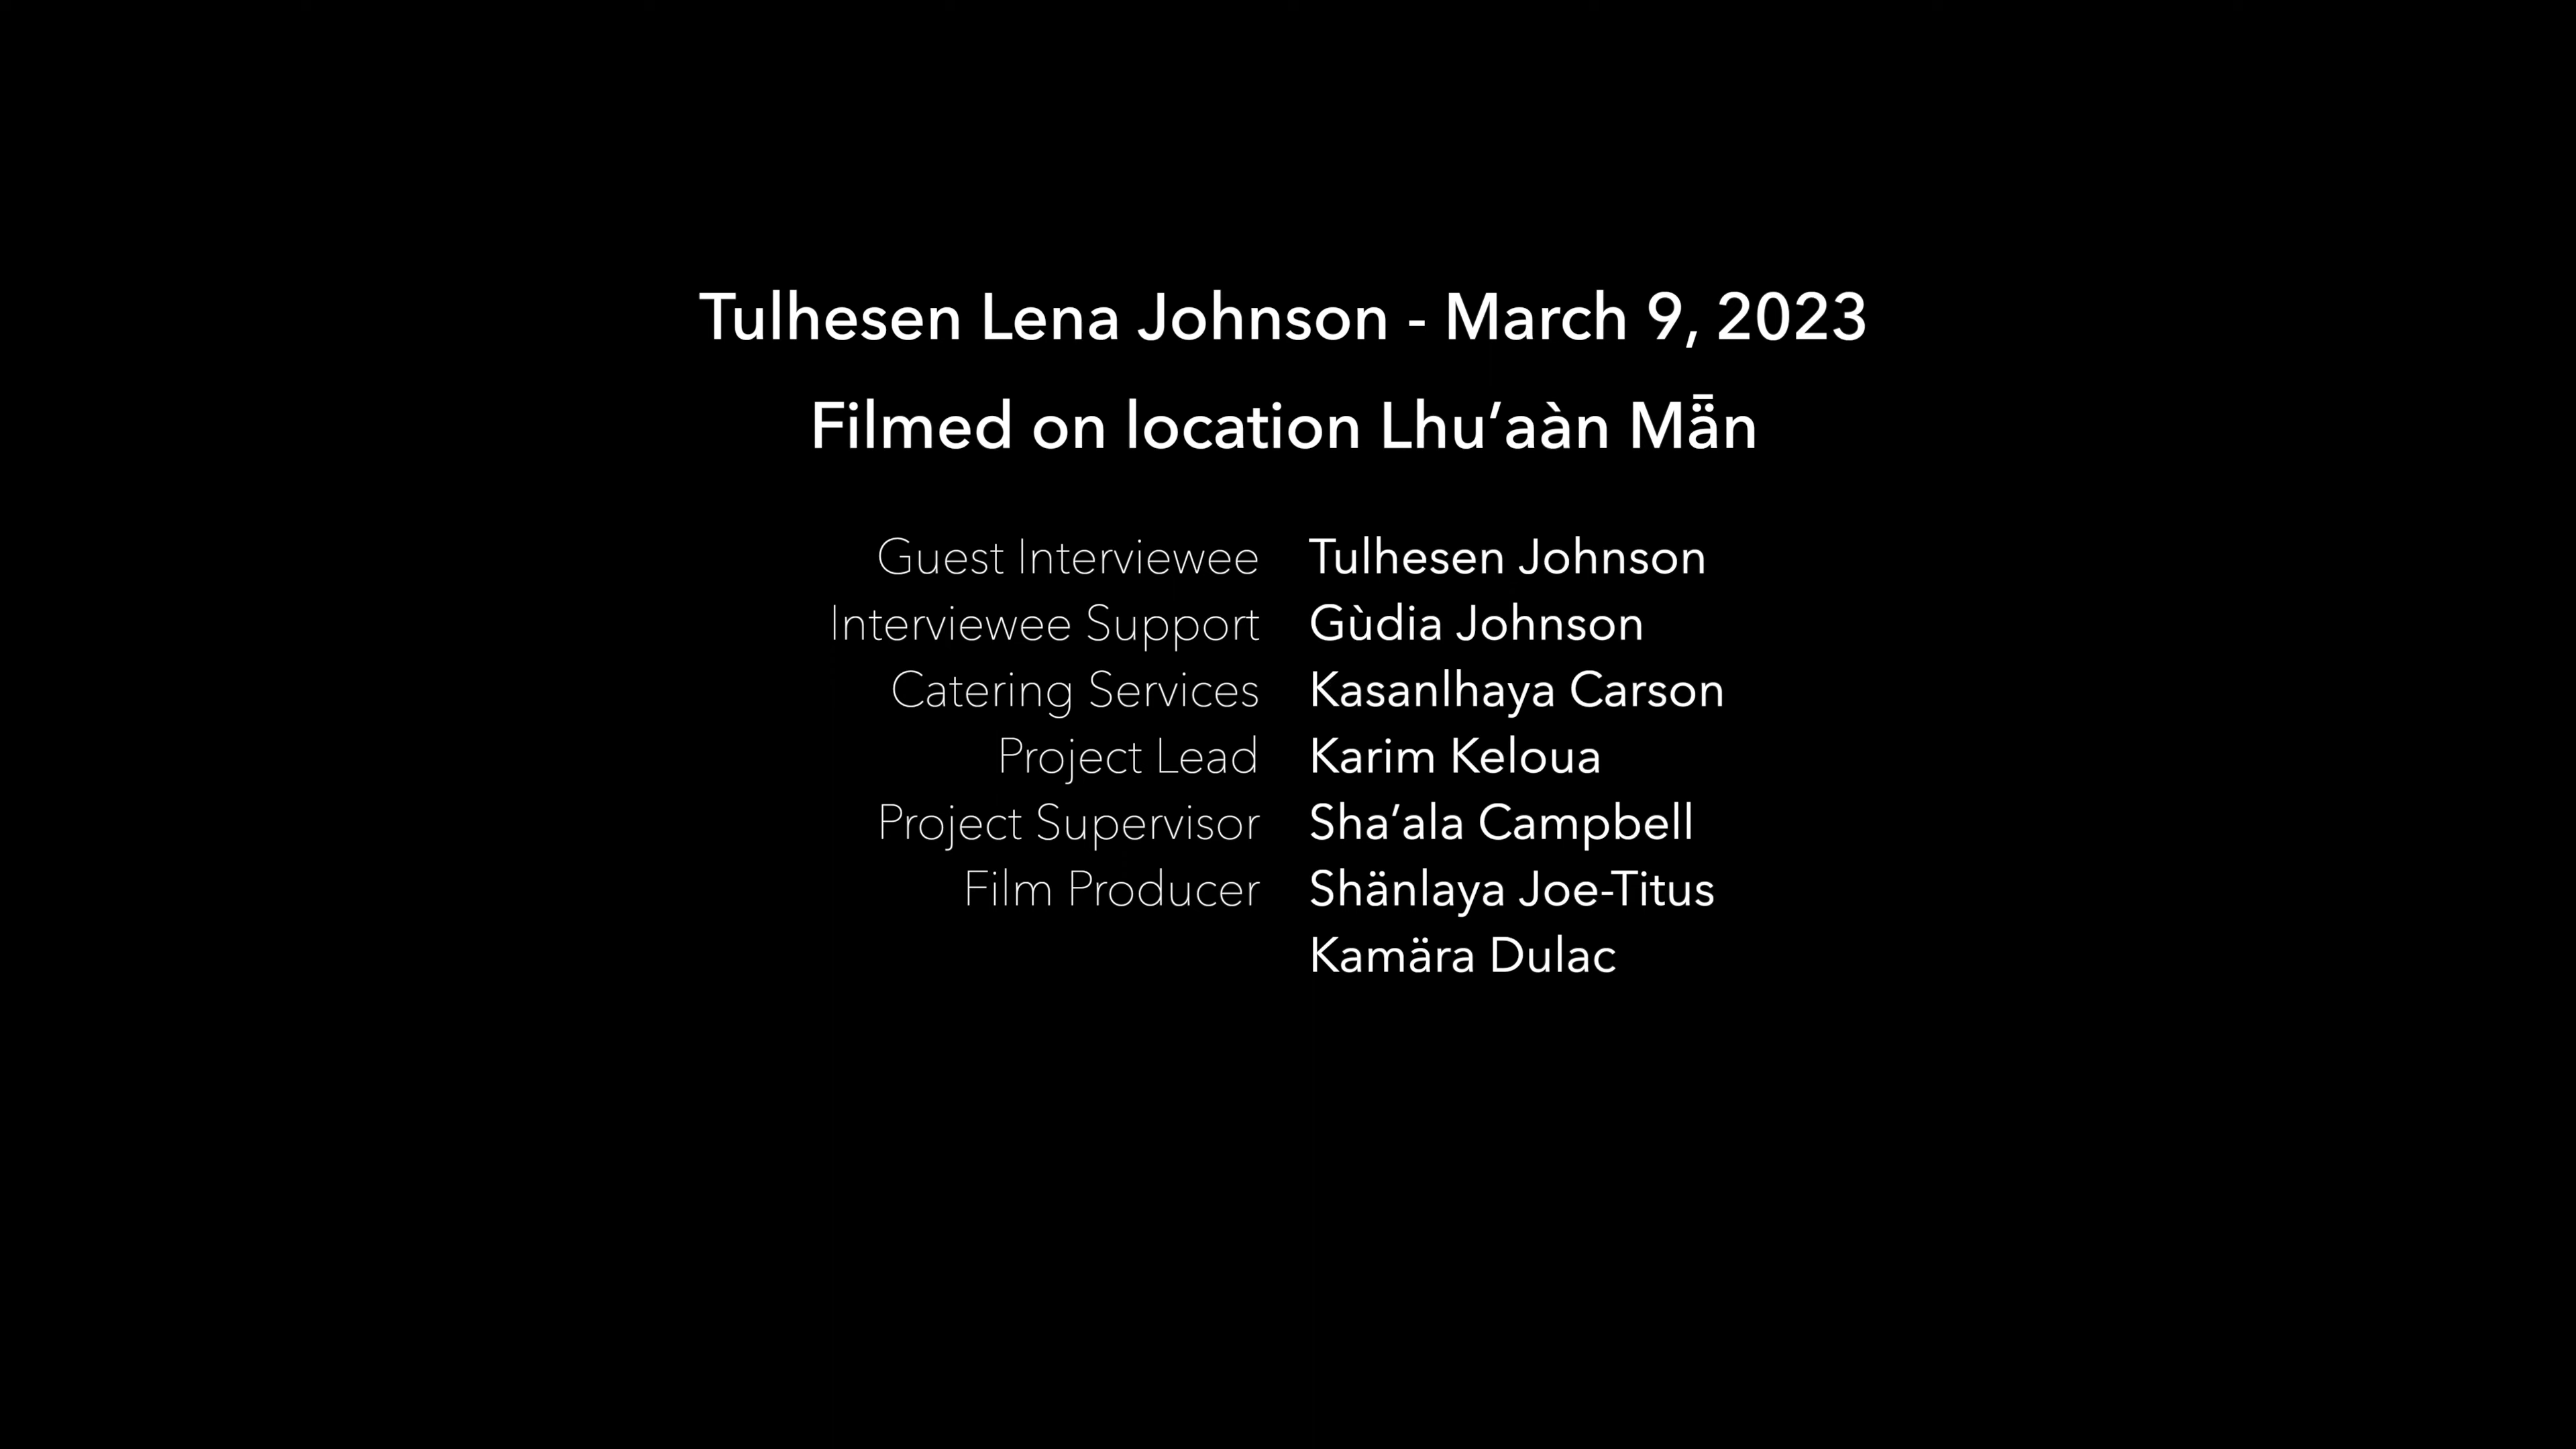 Tulhesen Lena Johnson - March 9, 2023
Filmed on location Lhu’aàn Mǟn
Guest Interviewee Tulhesen Johnson
Interviewee Support Gùdia Johnson
Catering Services Kasanlhaya Carson
Project Lead Karim Keloua
Project Supervisor Sha’ala Campbell
Film Producer Shänlaya Joe-Titus
Kamära Dulac